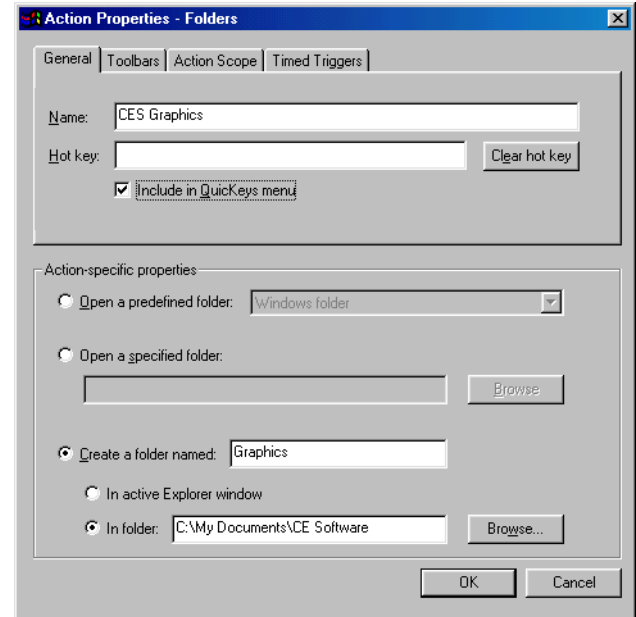 Action Properties - Folders
General Toolbars Action Scope Timed Triggers
Name: CES Graphics
Hot key: Clear hot key
Include in QuicKeys menu
Action-specific properties
Open a predefined folder: Windows folder
Open a specified folder:
Browse
Create a folder named: Graphics
In active Explorer window
In folder: C:\My Documents\CE Software Browse...
OK Cancel